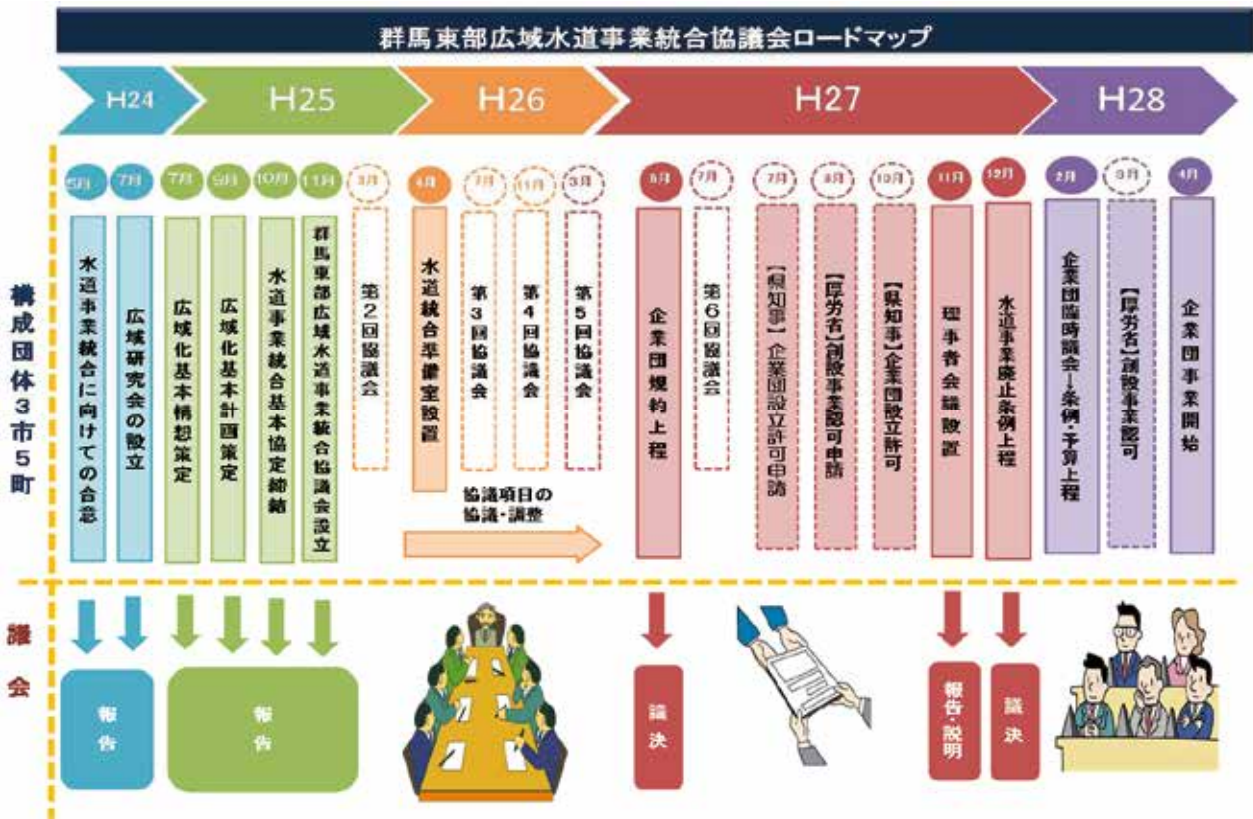 群馬東部広域水道事業統合協議会ロードマップ
H24
H25
H26
H27
H28
構成団体3市5町
5月
水道事業統合に向けての合意
7月
広域研究会の設立
7月
広域化基本構想策定
9月
広域化基本計画策定
10月
水道事業統合基本協定締結
11月
群馬東部広域水道事業統合協議会設立
3月
第2回協議会
4月
水道統合準備室設置
7月
第3回協議会
11月
第4回協議会
3月
第5回協議会
協議項目の
協議・調整
6月
企業団規約上程
7月
第6回協議会
7月
【県知事】企業団設立許可申請
8月
【厚労省】創設事業認可申請
10月
【県知事】企業団設立許可
11月
理事者会議設置
12月
水道事業廃止条例上程
2月
企業団臨時議会→条例・予算上程
3月
【厚労省】創設事業認可
4月
企業団事業開始
議会
報告
報告
議決
報告・説明
議決